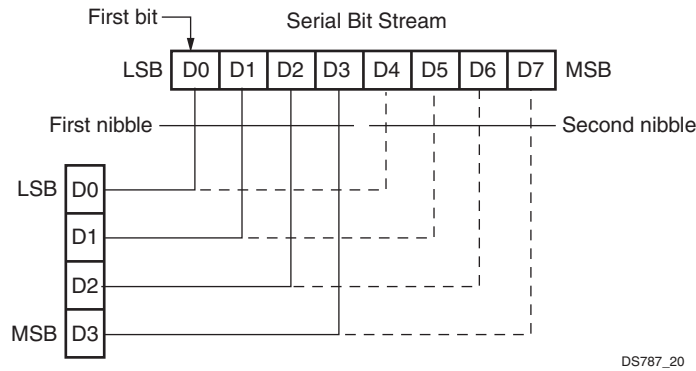 First bit
Serial Bit Stream
LSB D0 D1 D2 D3 D4 D5 D6 D7 MSB
First nibble
Second nibble
LSB D0
D1
D2
MSB D3
DS787_20